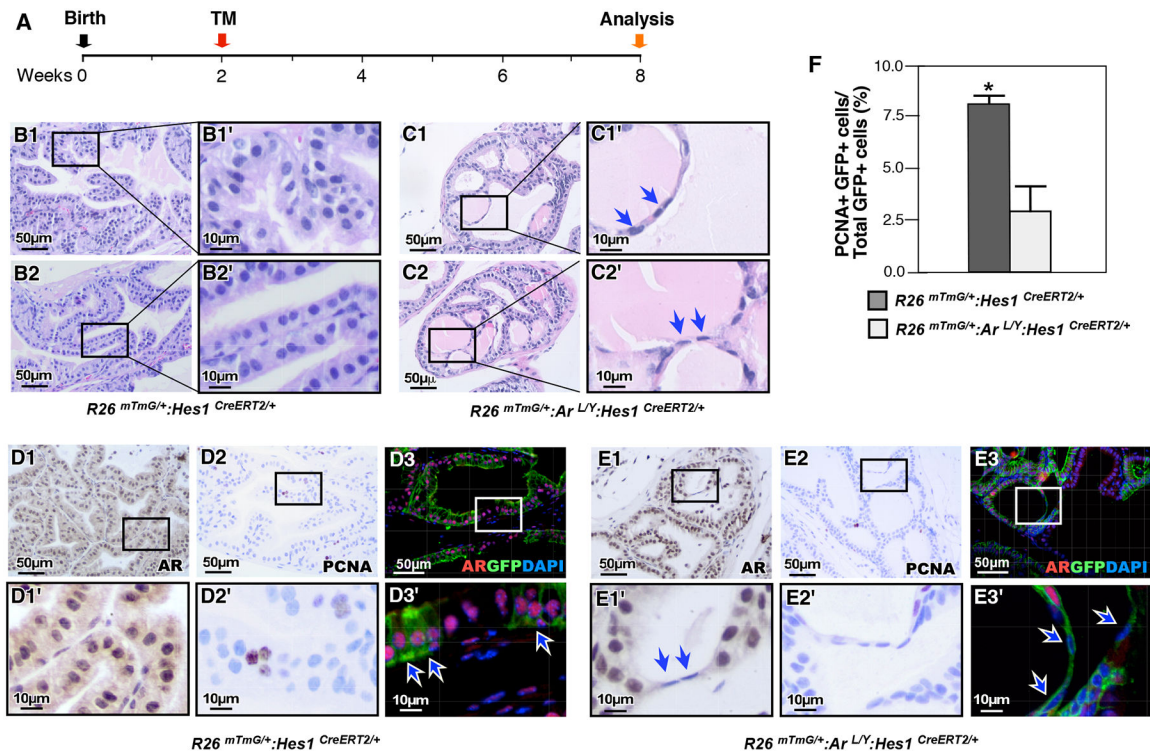 A
Birth
TM
Analysis
Weeks 0
2
4
6
8
B1
50µm
B1'
10µm
C1
50µm
C1'
10µm
B2
50µm
B2'
10µm
C2
50µµ
C2'
10µm
R26 mTmG/+:Hes1 CreERT2/+
R26 mTmG/+:Ar L/Y:Hes1 CreERT2/+
F
PCNA+ GFP+ cells/
Total GFP+ cells (%)
10.0
7.5
5.0
2.5
0.0
*
R26 mTmG/+:Hes1 CreERT2/+
R26 mTmG/+:Ar L/Y:Hes1 CreERT2/+
D1
50µm
AR
D2
50µm
PCNA
D3
50µm
ARGFPDAPI
E1
50µm
AR
E2
50µm
PCNA
E3
50µm
ARGFPDAPI
D1'
10µm
D2'
10µm
D3'
10µm
E1'
10µm
E2'
10µm
E3'
10µm
R26 mTmG/+:Hes1 CreERT2/+
R26 mTmG/+:Ar L/Y:Hes1 CreERT2/+